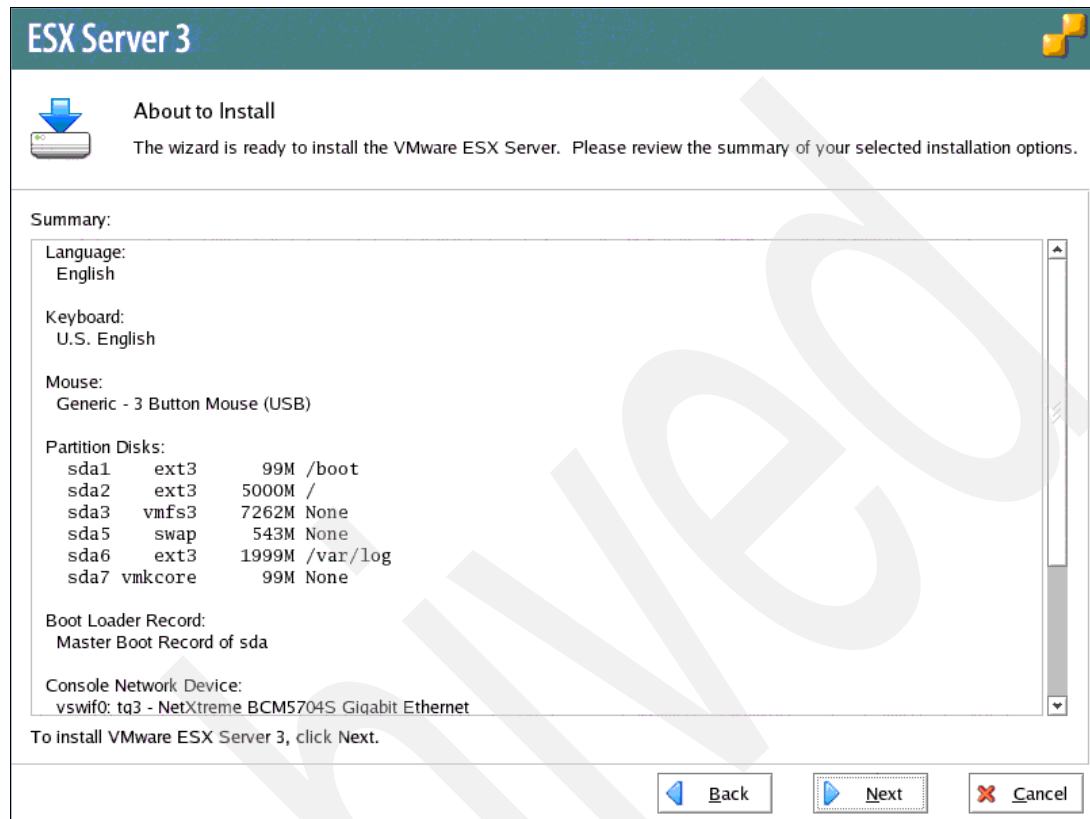 ESX Server 3
About to Install
The wizard is ready to install the VMware ESX Server. Please review the summary of your selected installation options.
Summary:
Language:
English
Keyboard:
U.S. English
Mouse:
Generic - 3 Button Mouse (USB)
Partition Disks:
sda1 ext3 99M /boot
sda2 ext3 5000M /
sda3 vmfs3 7262M None
sda5 swap 543M None
sda6 ext3 1999M /var/log
sda7 vmkcore 99M None
Boot Loader Record:
Master Boot Record of sda
Console Network Device:
vswif0: tg3 - NetXtreme BCM5704S Gigabit Ethernet
To install VMware ESX Server 3, click Next.
Back
Next
Cancel
hived